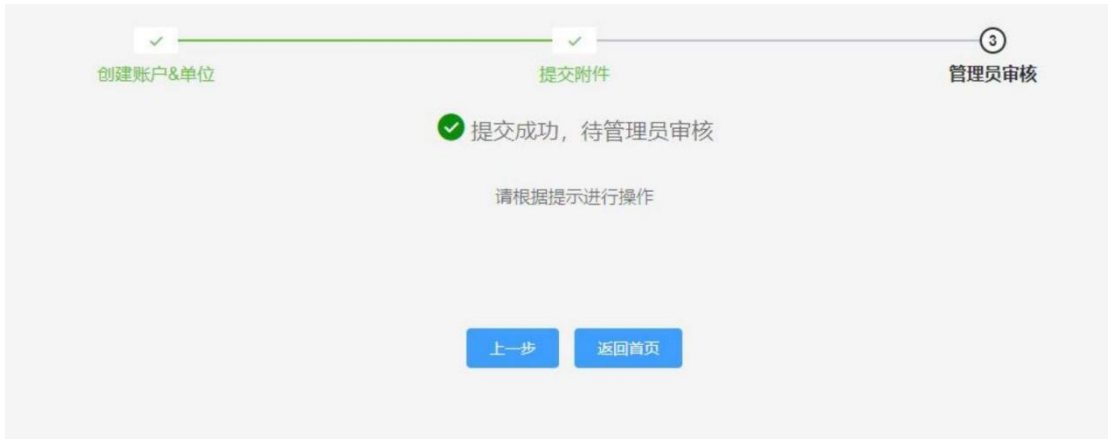 3
创建账户&单位
提交附件
管理员审核
提交成功，待管理员审核
请根据提示进行操作
上一步
返回首页